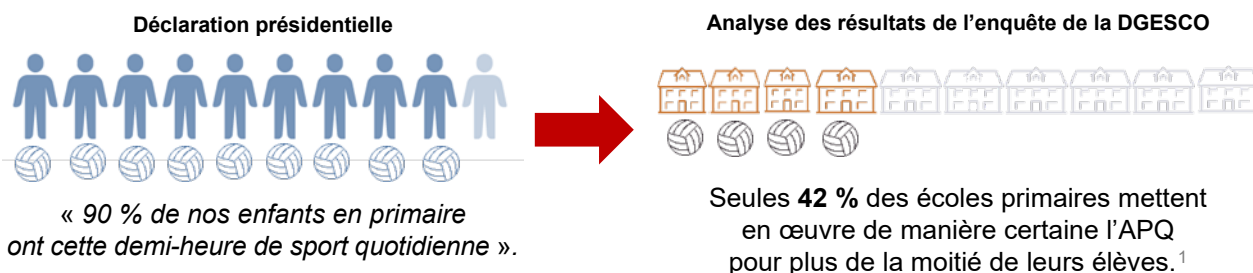 Déclaration présidentielle
« 90 % de nos enfants en primaire
ont cette demi-heure de sport quotidienne ».
Analyse des résultats de l’enquête de la DGESCO
Seules 42 % des écoles primaires mettent
en œuvre de manière certaine l’APQ
pour plus de la moitié de leurs élèves. 1